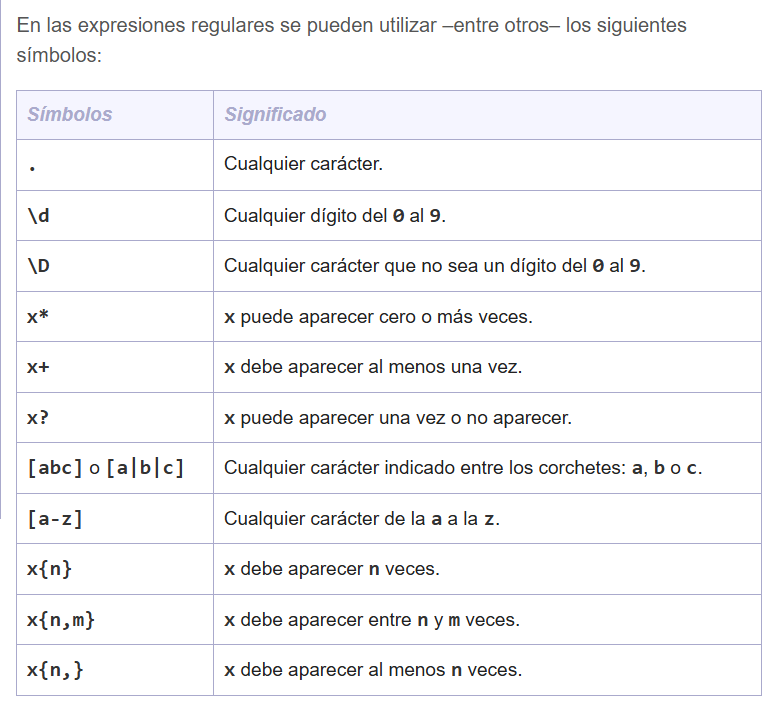 En las expresiones regulares se pueden utilizar –entre otros– los siguientes
símbolos:
Símbolos Significado
. Cualquier carácter.
\d Cualquier dígito del 0 al 9.
\D Cualquier carácter que no sea un dígito del 0 al 9.
x* x puede aparecer cero o más veces.
x+ x debe aparecer al menos una vez.
x? x puede aparecer una vez o no aparecer.
[abc] o [a|b|c] Cualquier carácter indicado entre los corchetes: a, b o c.
[a-z] Cualquier carácter de la a a la z.
x{n} x debe aparecer n veces.
x{n,m} x debe aparecer entre n y m veces.
x{n,} x debe aparecer al menos n veces.